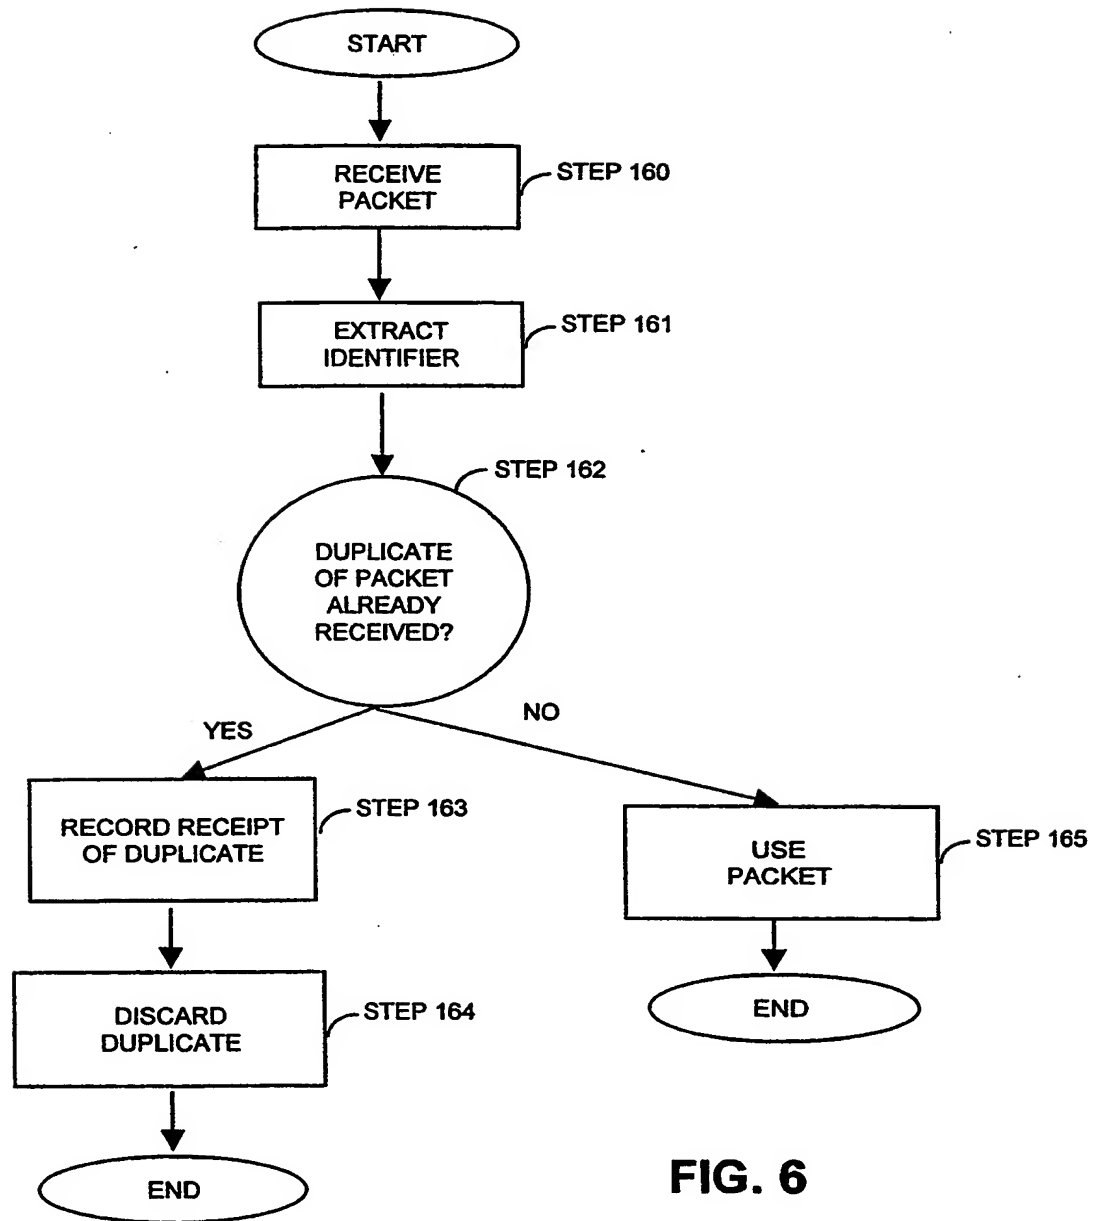 START
RECEIVE
PACKET
STEP 160
EXTRACT
IDENTIFIER
STEP 161
STEP 162
DUPLICATE
OF PACKET
ALREADY
RECEIVED?
YES
NO
RECORD RECEIPT
OF DUPLICATE
STEP 163
USE
PACKET
STEP 165
DISCARD
DUPLICATE
STEP 164
END
END
FIG. 6